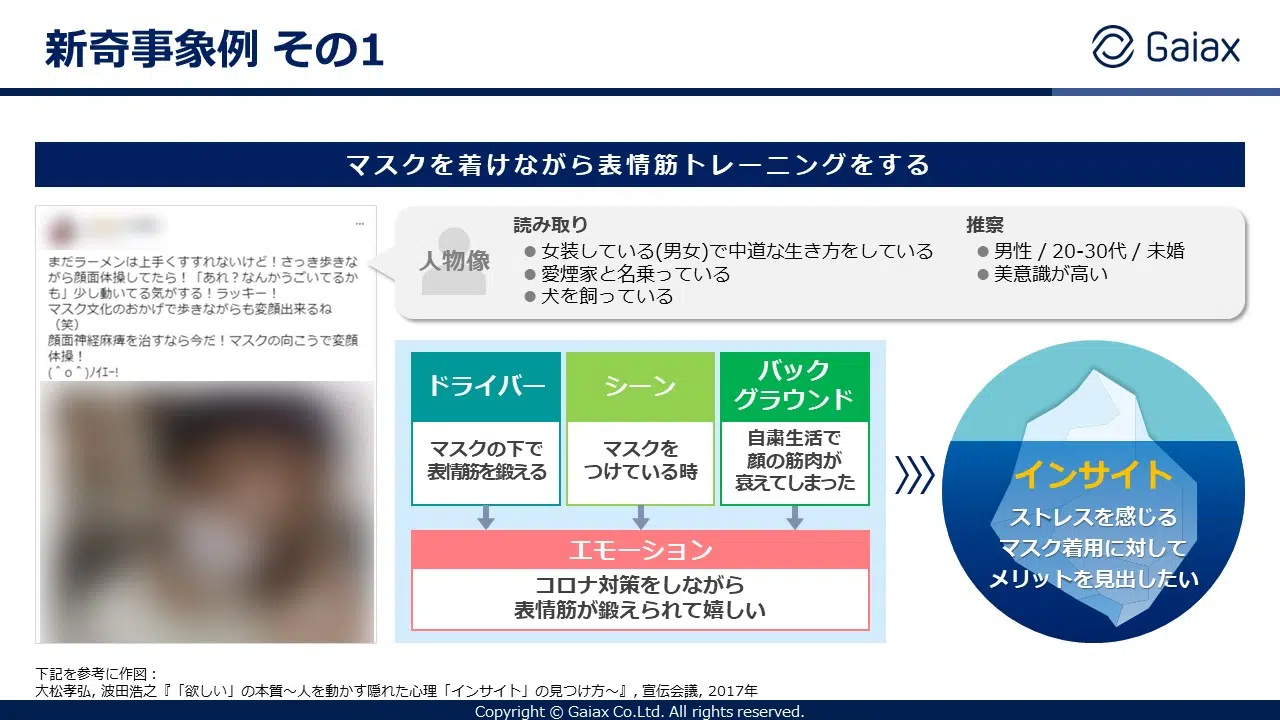 新奇事象例 その1
Gaiax
マスクを着けながら表情筋トレーニングをする
…
まだラーメンは上手くすすれないけど！さっき歩きな
がら顔面体操してたら！「あれ？なんかうごいてるか
も」少し動いてる気がする！ラッキー！
マスク文化のおかげで歩きながらも変顔出来るね
（笑）
顔面神経麻痺を治すなら今だ！マスクの向こうで変顔
体操！
(＾o＾)ﾉｲｴｰ!
人物像
読み取り
● 女装している(男女)で中道な生き方をしている
● 愛煙家と名乗っている
● 犬を飼っている
推察
● 男性 / 20-30代 / 未婚
● 美意識が高い
ドライバー
マスクの下で
表情筋を鍛える
シーン
マスクを
つけている時
バック
グラウンド
自粛生活で
顔の筋肉が
衰えてしまった
エモーション
コロナ対策をしながら
表情筋が鍛えられて嬉しい
インサイト
ストレスを感じる
マスク着用に対して
メリットを見出したい
下記を参考に作図：
大松孝弘, 波田浩之『「欲しい」の本質～人を動かす隠れた心理「インサイト」の見つけ方～』, 宣伝会議, 2017年
Copyright © Gaiax Co.Ltd. All rights reserved.